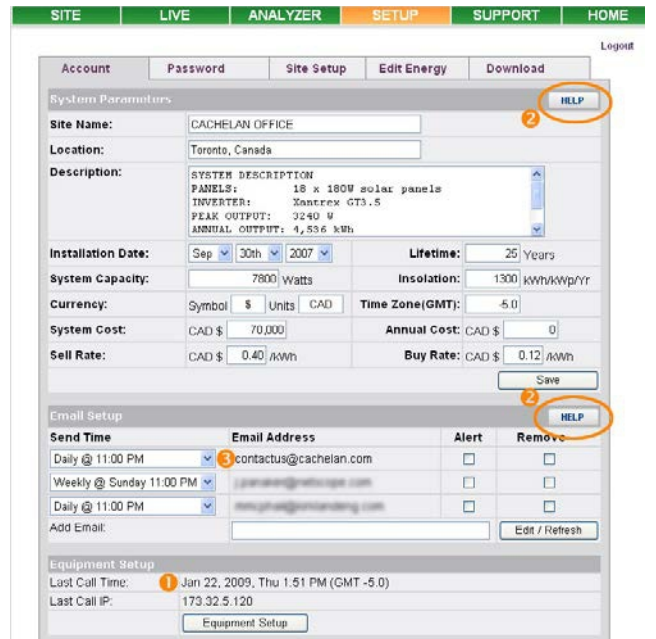 SITE LIVE ANALYZER SETUP SUPPORT HOME
Logout
Account Password Site Setup Edit Energy Download
System Parameters HELP
2
Site Name: CACHELAN OFFICE
Location: Toronto, Canada
Description: SYSTEM DESCRIPTION
PANELS: 18 x 180W solar panels
INVERTER: Xantrex GT3.5
PEAK OUTPUT: 3240 W
ANNUAL OUTPUT: 4,536 kWh
Installation Date: Sep 30th 2007 Lifetime: 25 Years
System Capacity: 7800 Watts Insolation: 1300 kWh/kWp/Yr
Currency: Symbol $ Units CAD Time Zone(GMT): -5.0
System Cost: CAD $ 70,000 Annual Cost: CAD $ 0
Sell Rate: CAD $ 0.40 /kWh Buy Rate: CAD $ 0.12 /kWh
Save
2
Email Setup HELP
Send Time Email Address Alert Remove
Daily @ 11:00 PM 3 contactus@cachelan.com
Weekly @ Sunday 11:00 PM
Daily @ 11:00 PM
Add Email: Edit / Refresh
Equipment Setup
Last Call Time: 1 Jan 22, 2009, Thu 1:51 PM (GMT -5.0)
Last Call IP: 173.32.5.120
Equipment Setup